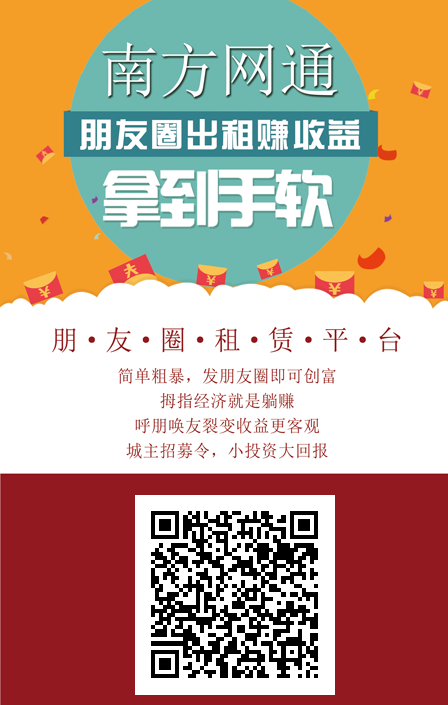 南方网通
朋友圈出租赚收益
拿到手软
¥
大
¥
¥
¥
¥
¥
朋·友·圈·租·赁·平·台
简单粗暴，发朋友圈即可创富
拇指经济就是躺赚
呼朋唤友裂变收益更客观
城主招募令，小投资大回报